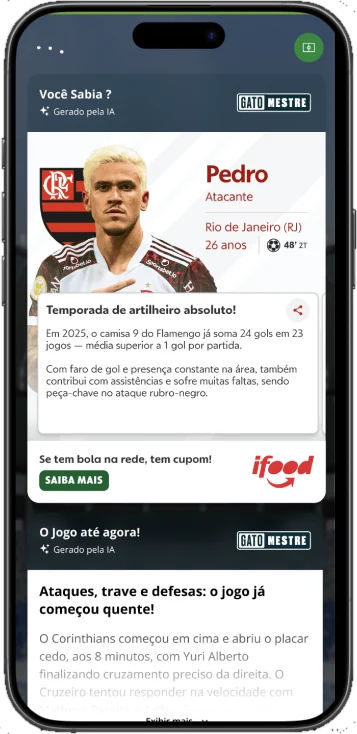 Você Sabia ?
Gerado pela IA
GATO MESTRE
Pedro
Atacante
Rio de Janeiro (RJ)
26 anos
48' 2T
CRF
Sportsbet.io
Temporada de artilheiro absoluto!
Em 2025, o camisa 9 do Flamengo já soma 24 gols em 23
jogos — média superior a 1 gol por partida.
Com faro de gol e presença constante na área, também
contribui com assistências e sofre muitas faltas, sendo
peça-chave no ataque rubro-negro.
Se tem bola na rede, tem cupom!
SAIBA MAIS
ifood
O Jogo até agora!
Gerado pela IA
GATO MESTRE
Ataques, trave e defesas: o jogo já
começou quente!
O Corinthians começou em cima e abriu o placar
cedo, aos 8 minutos, com Yuri Alberto
finalizando cruzamento preciso da direita. O
Cruzeiro tentou responder na velocidade com
Exibir mais